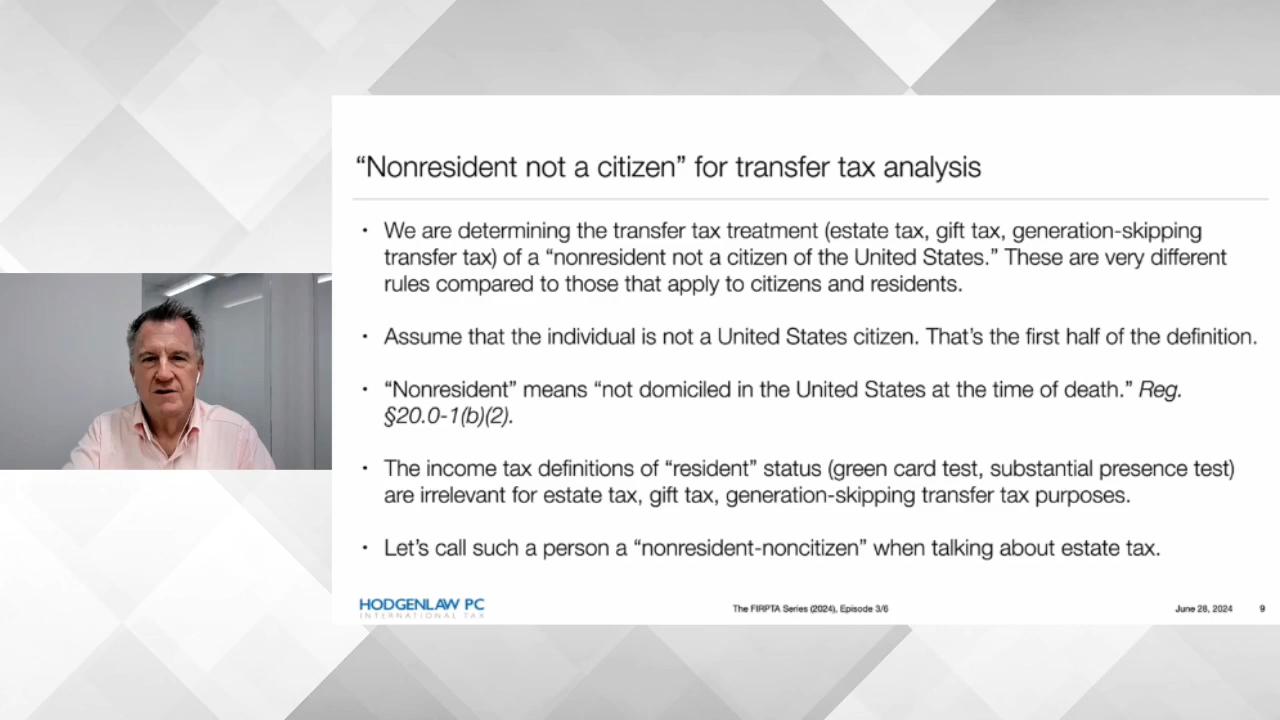 “Nonresident not a citizen” for transfer tax analysis
• We are determining the transfer tax treatment (estate tax, gift tax, generation-skipping
transfer tax) of a “nonresident not a citizen of the United States.” These are very different
rules compared to those that apply to citizens and residents.
• Assume that the individual is not a United States citizen. That’s the first half of the definition.
• “Nonresident” means “not domiciled in the United States at the time of death.” Reg.
§20.0-1(b)(2).
• The income tax definitions of “resident” status (green card test, substantial presence test)
are irrelevant for estate tax, gift tax, generation-skipping transfer tax purposes.
• Let’s call such a person a “nonresident-noncitizen” when talking about estate tax.
HODGENLAW PC
INTERNATIONAL TAX
The FIRPTA Series (2024), Episode 3/6
June 28, 2024
9